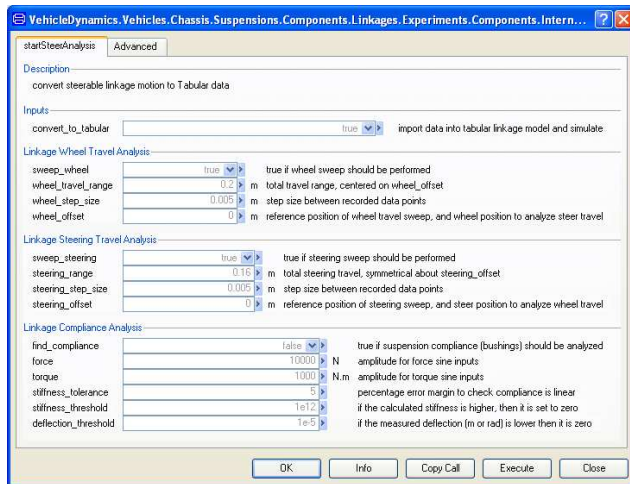 VehicleDynamics.Vehicles.Chassis.Suspensions.Components.Linkages.Experiments.Components.Intern...
startSteerAnalysis Advanced
Description
convert steerable linkage motion to Tabular data
Inputs
convert_to_tabular true import data into tabular linkage model and simulate
Linkage Wheel Travel Analysis
sweep_wheel true true if wheel sweep should be performed
wheel_travel_range 0.2 m total travel range, centered on wheel_offset
wheel_step_size 0.005 m step size between recorded data points
wheel_offset 0 m reference position of wheel travel sweep, and wheel position to analyze steer travel
Linkage Steering Travel Analysis
sweep_steering true true if steering sweep should be performed
steering_range 0.16 m total steering travel, symmetrical about steering_offset
steering_step_size 0.005 m step size between recorded data points
steering_offset 0 m reference position of steering sweep, and steer position to analyze wheel travel
Linkage Compliance Analysis
find_compliance false true if suspension compliance (bushings) should be analyzed
force 10000 N amplitude for force sine inputs
torque 1000 N.m amplitude for torque sine inputs
stiffness_tolerance 5 percentage error margin to check compliance is linear
stiffness_threshold 1e12 if the calculated stiffness is higher, then it is set to zero
deflection_threshold 1e-5 if the measured deflection (m or rad) is lower then it is zero
OK Info Copy Call Execute Close